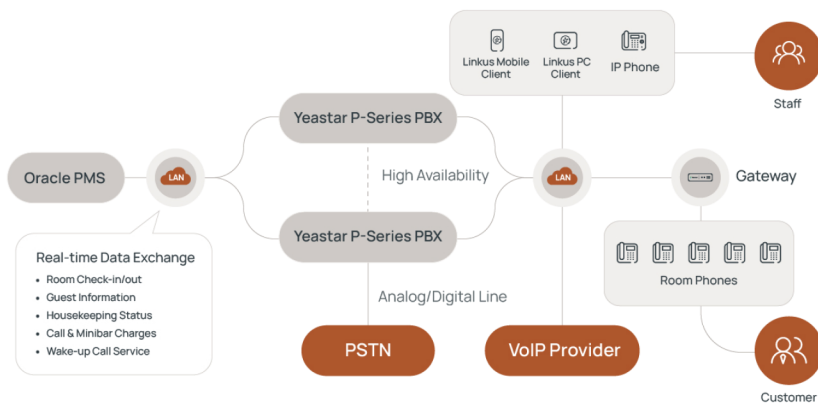 Linkus Mobile
Client
Linkus PC
Client
IP Phone
Staff
Yeastar P-Series PBX
Oracle PMS
LAN
High Availability
LAN
Gateway
Yeastar P-Series PBX
Real-time Data Exchange
• Room Check-in/out
• Guest Information
• Housekeeping Status
• Call & Minibar Charges
• Wake-up Call Service
Room Phones
Analog/Digital Line
PSTN
VoIP Provider
Customer